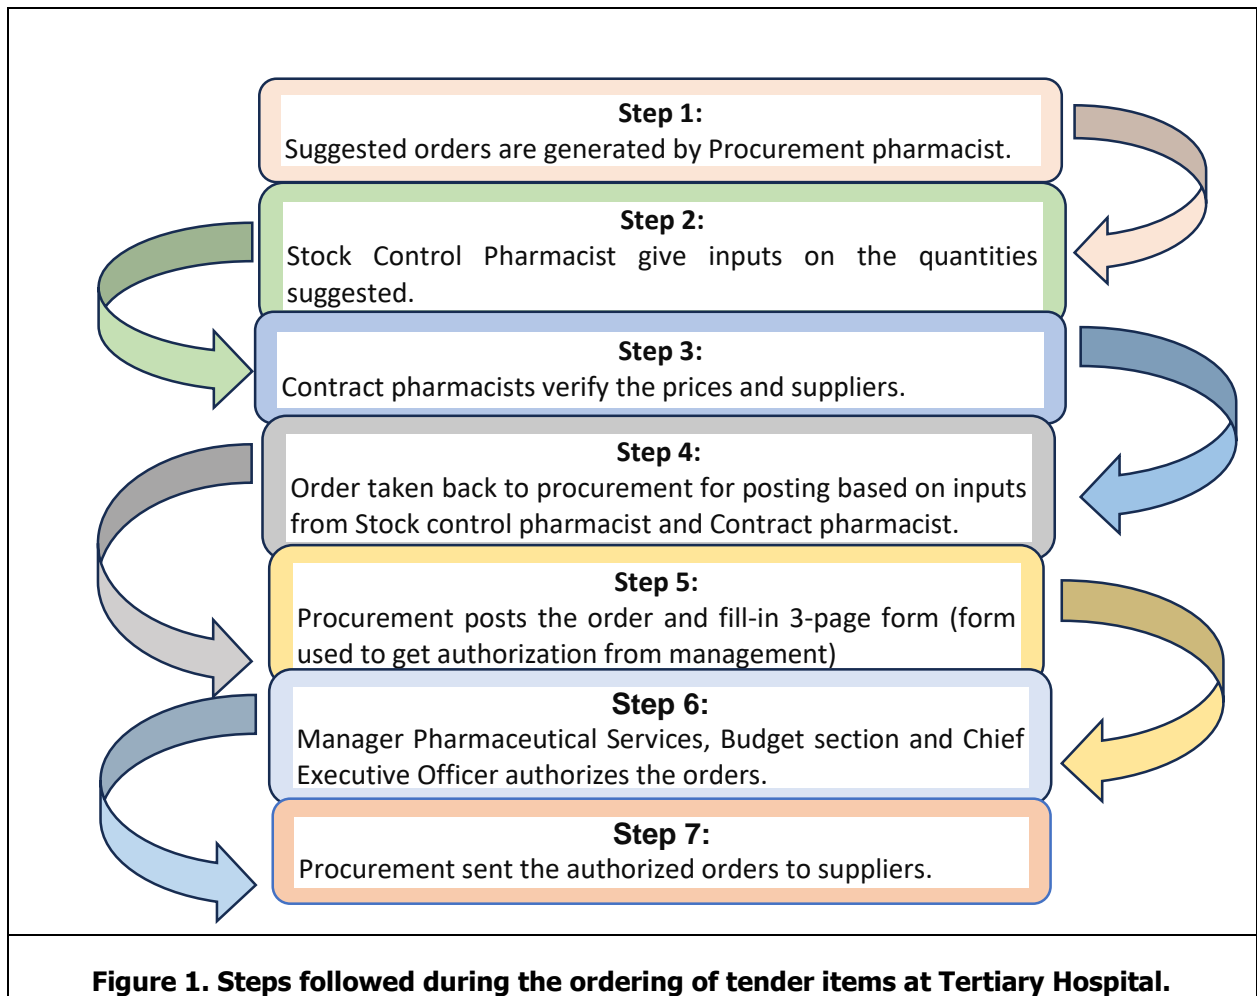 Step 1:
Suggested orders are generated by Procurement pharmacist.
Step 2:
Stock Control Pharmacist give inputs on the quantities
suggested.
Step 3:
Contract pharmacists verify the prices and suppliers.
Step 4:
Order taken back to procurement for posting based on inputs
from Stock control pharmacist and Contract pharmacist.
Step 5:
Procurement posts the order and fill-in 3-page form (form
used to get authorization from management)
Step 6:
Manager Pharmaceutical Services, Budget section and Chief
Executive Officer authorizes the orders.
Step 7:
Procurement sent the authorized orders to suppliers.
Figure 1. Steps followed during the ordering of tender items at Tertiary Hospital.